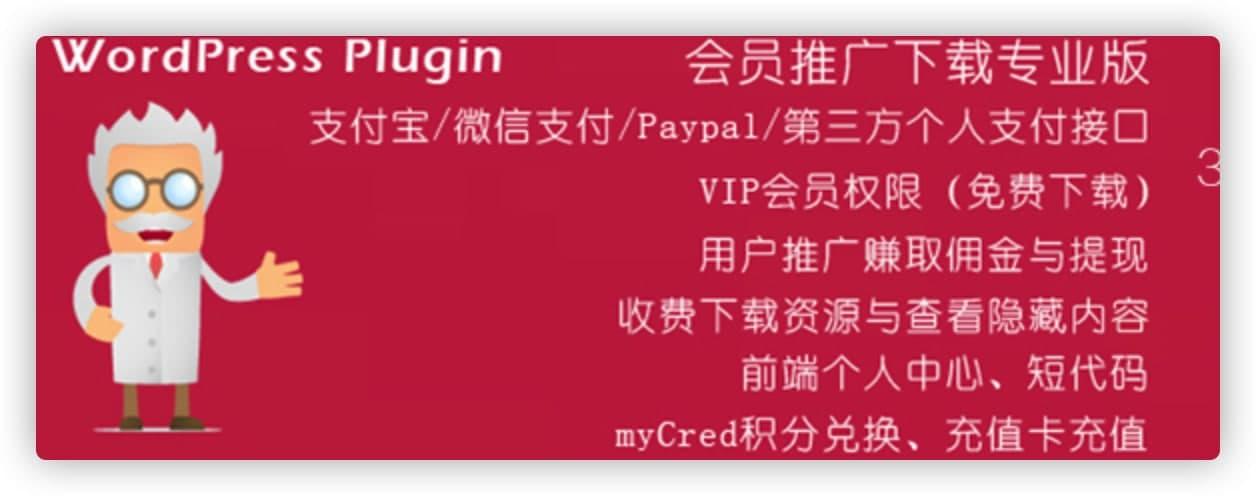 WordPress Plugin
会员推广下载专业版
支付宝/微信支付/Paypal/第三方个人支付接口
VIP会员权限（免费下载）
3
用户推广赚取佣金与提现
收费下载资源与查看隐藏内容
前端个人中心、短代码
myCred积分兑换、充值卡充值